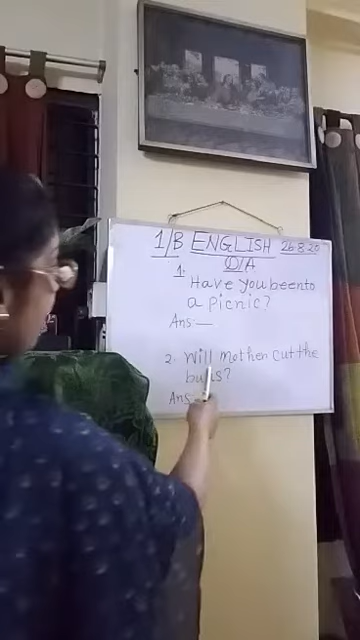 1/B ENGLISH 26.8.20
Q/A
1. Have you been to
a picnic?
Ans:—
2. Will mother cut the
buns?
Ans: